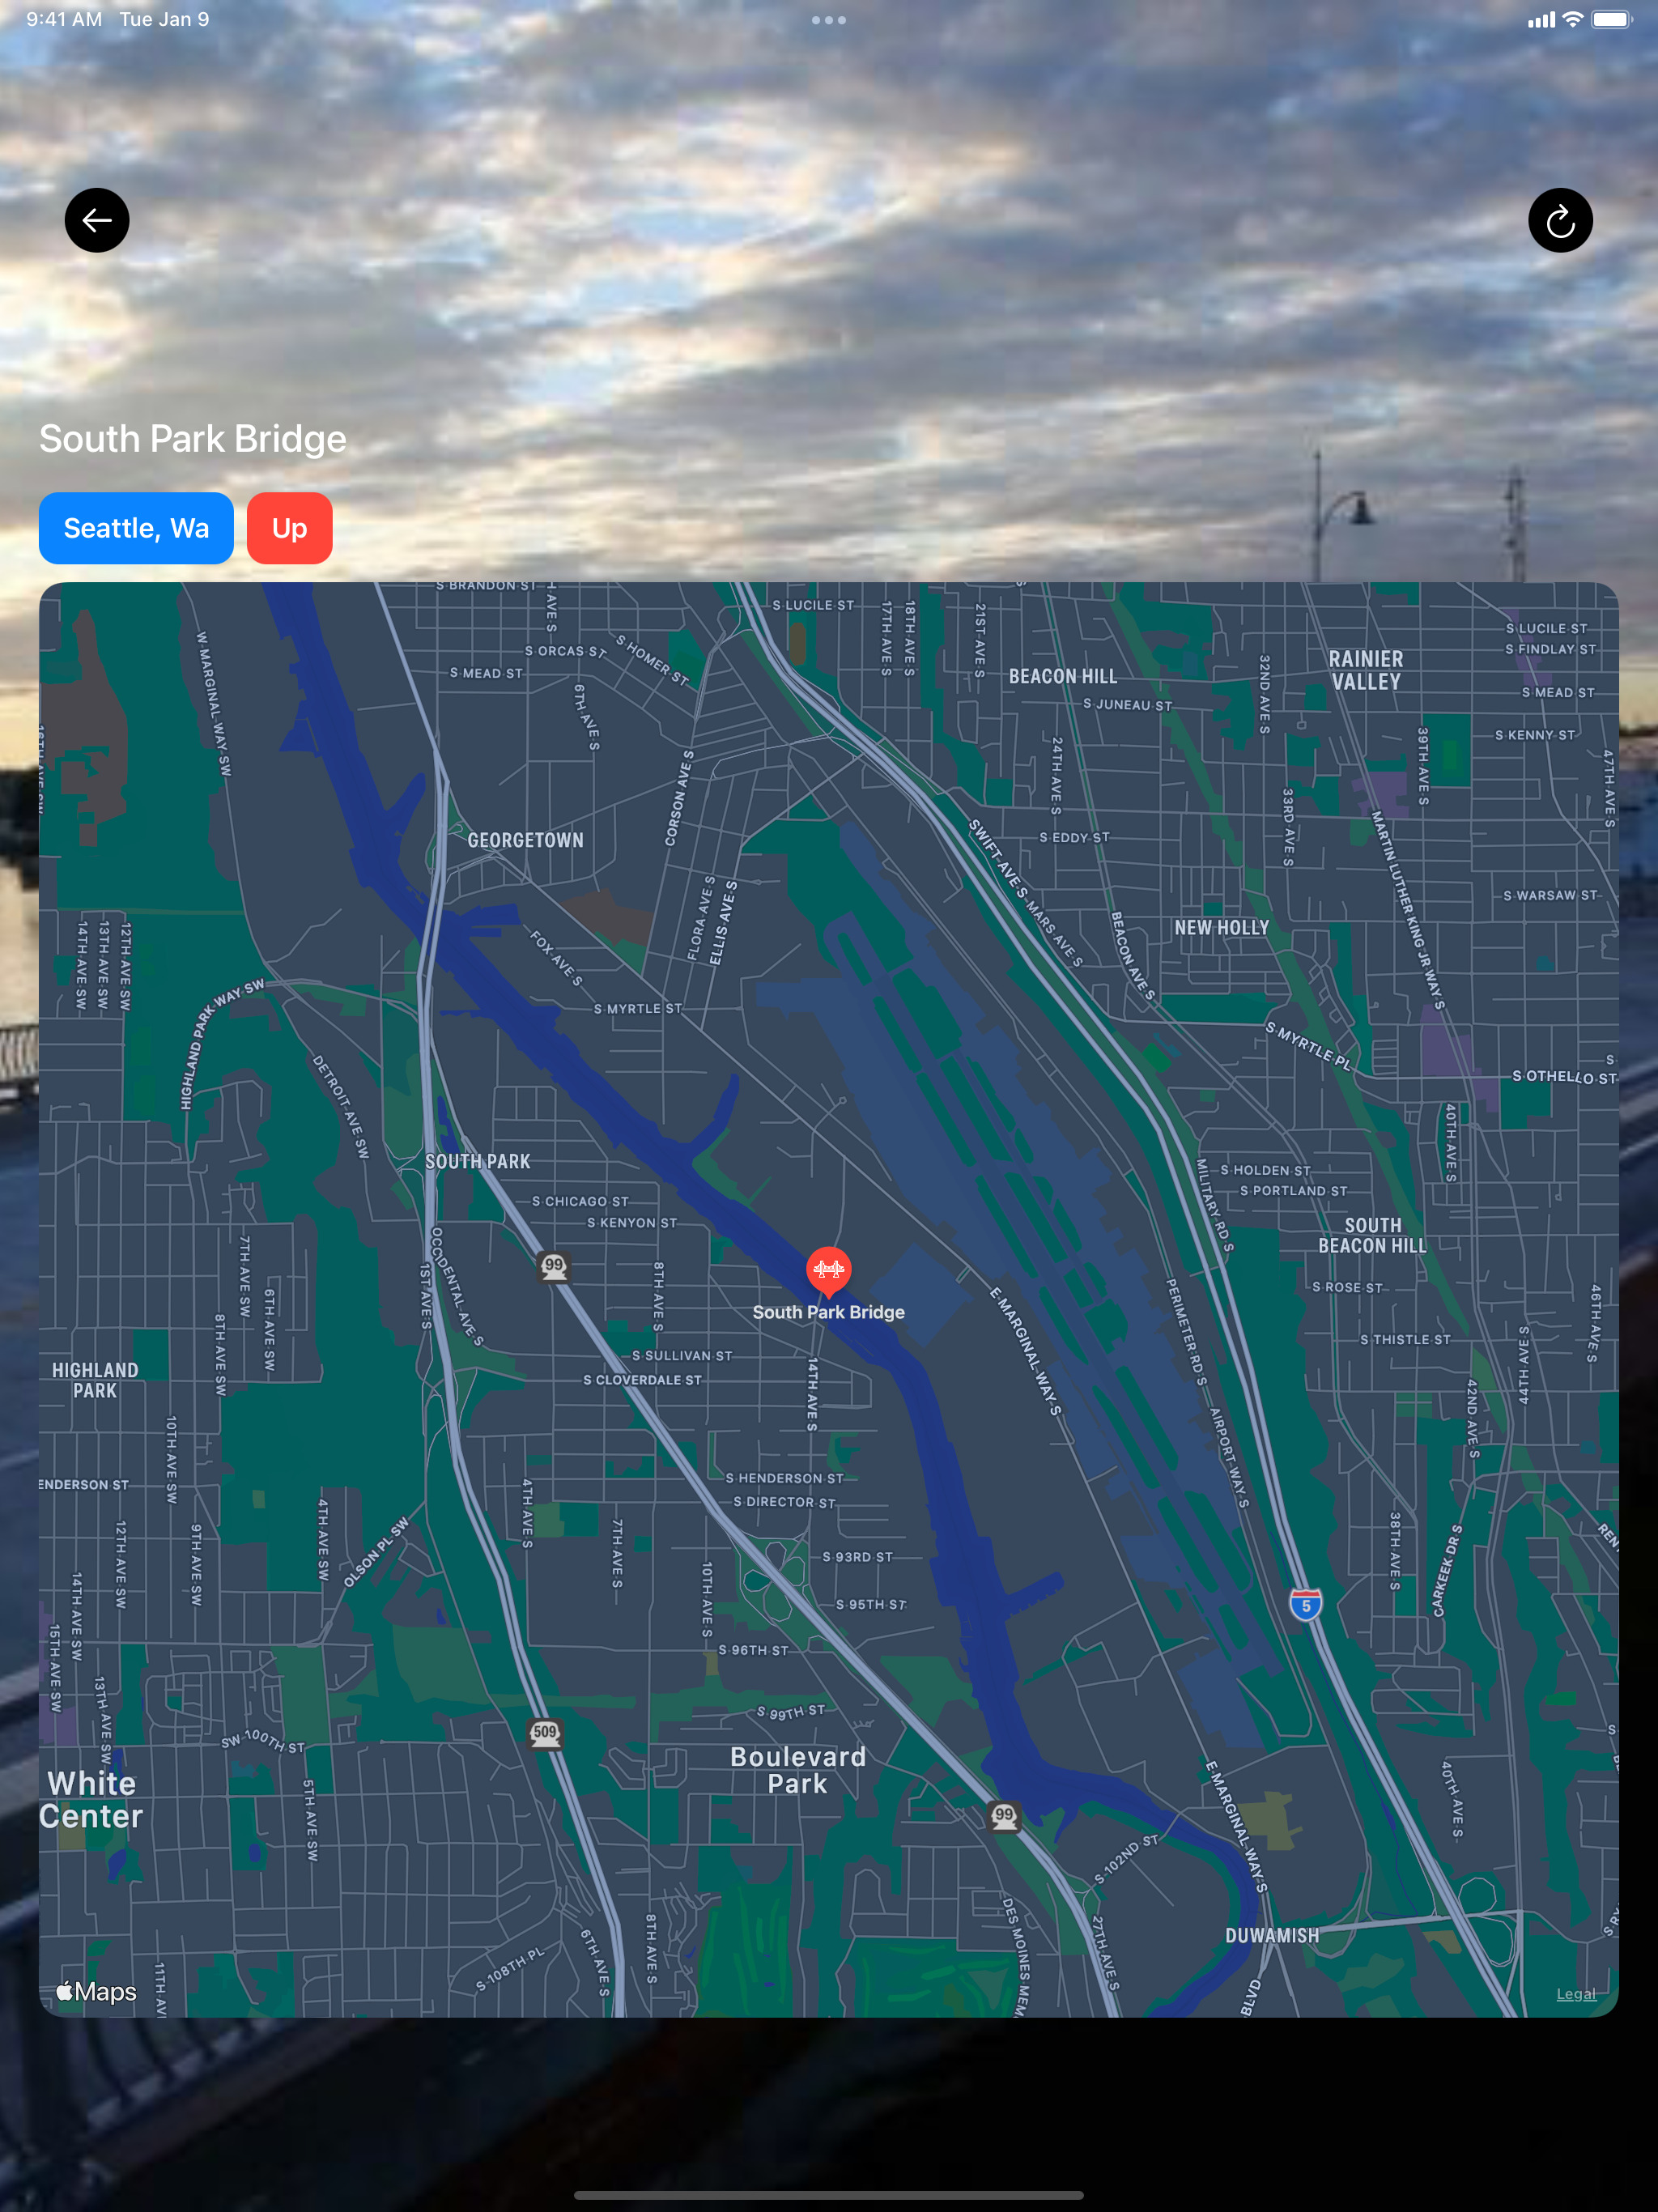 9:41 AM Tue Jan 9
South Park Bridge
Seattle, Wa
Up
S BRANDON ST
S LUCILE ST
17TH AVE S
18TH AVE S
21ST AVE S
S ORCAS ST
S HOMER ST
S MEAD ST
6TH AVE S
W MARGINAL WAY SW
BEACON HILL
S JUNEAU ST
32ND AVE S
RAINIER
VALLEY
S LUCILE ST
S FINDLAY ST
S MEAD ST
S KENNY ST
39TH AVE S
47TH AVE S
24TH AVE S
33RD AVE S
CORSON AVE S
GEORGETOWN
S EDDY ST
SWIFT AVE S
MARS AVE S
MARTIN LUTHER KING JR WAY S
S WARSAW ST
FLORA AVE S
ELLIS AVE S
BEACON AVE S
NEW HOLLY
14TH AVE SW
13TH AVE SW
12TH AVE SW
FOX AVE S
S MYRTLE ST
HIGHLAND PARK WAY SW
DETROIT AVE SW
S MYRTLE PL
S OTHELLO ST
40TH AVE S
SOUTH PARK
S CHICAGO ST
S KENYON ST
S HOLDEN ST
S PORTLAND ST
MILITARY RD S
SOUTH
BEACON HILL
S ROSE ST
46TH AVE S
7TH AVE SW
6TH AVE SW
8TH AVE SW
1ST AVE S
OCCIDENTAL AVE S
99
8TH AVE S
South Park Bridge
E MARGINAL WAY S
PERIMETER RD S
S THISTLE ST
44TH AVE S
42ND AVE S
HIGHLAND
PARK
S SULLIVAN ST
S CLOVERDALE ST
14TH AVE S
AIRPORT WAY S
10TH AVE SW
ENDERSON ST
S HENDERSON ST
S DIRECTOR ST
4TH AVE S
4TH AVE SW
12TH AVE SW
9TH AVE SW
OLSON PL SW
7TH AVE S
10TH AVE S
S 93RD ST
S 95TH ST
S 96TH ST
38TH AVE S
CARKEEK DR S
REN
5
14TH AVE SW
15TH AVE SW
13TH AVE SW
SW 100TH ST
5TH AVE SW
509
S 99TH ST
Boulevard
Park
White
Center
99
S 102ND ST
E MARGINAL WAY S
40TH AVE S
DUWAMISH
S 108TH PL
6TH AVE S
8TH AVE S
DES MOINES MEM
27TH AVE S
BLVD
11TH AV
Maps
Legal